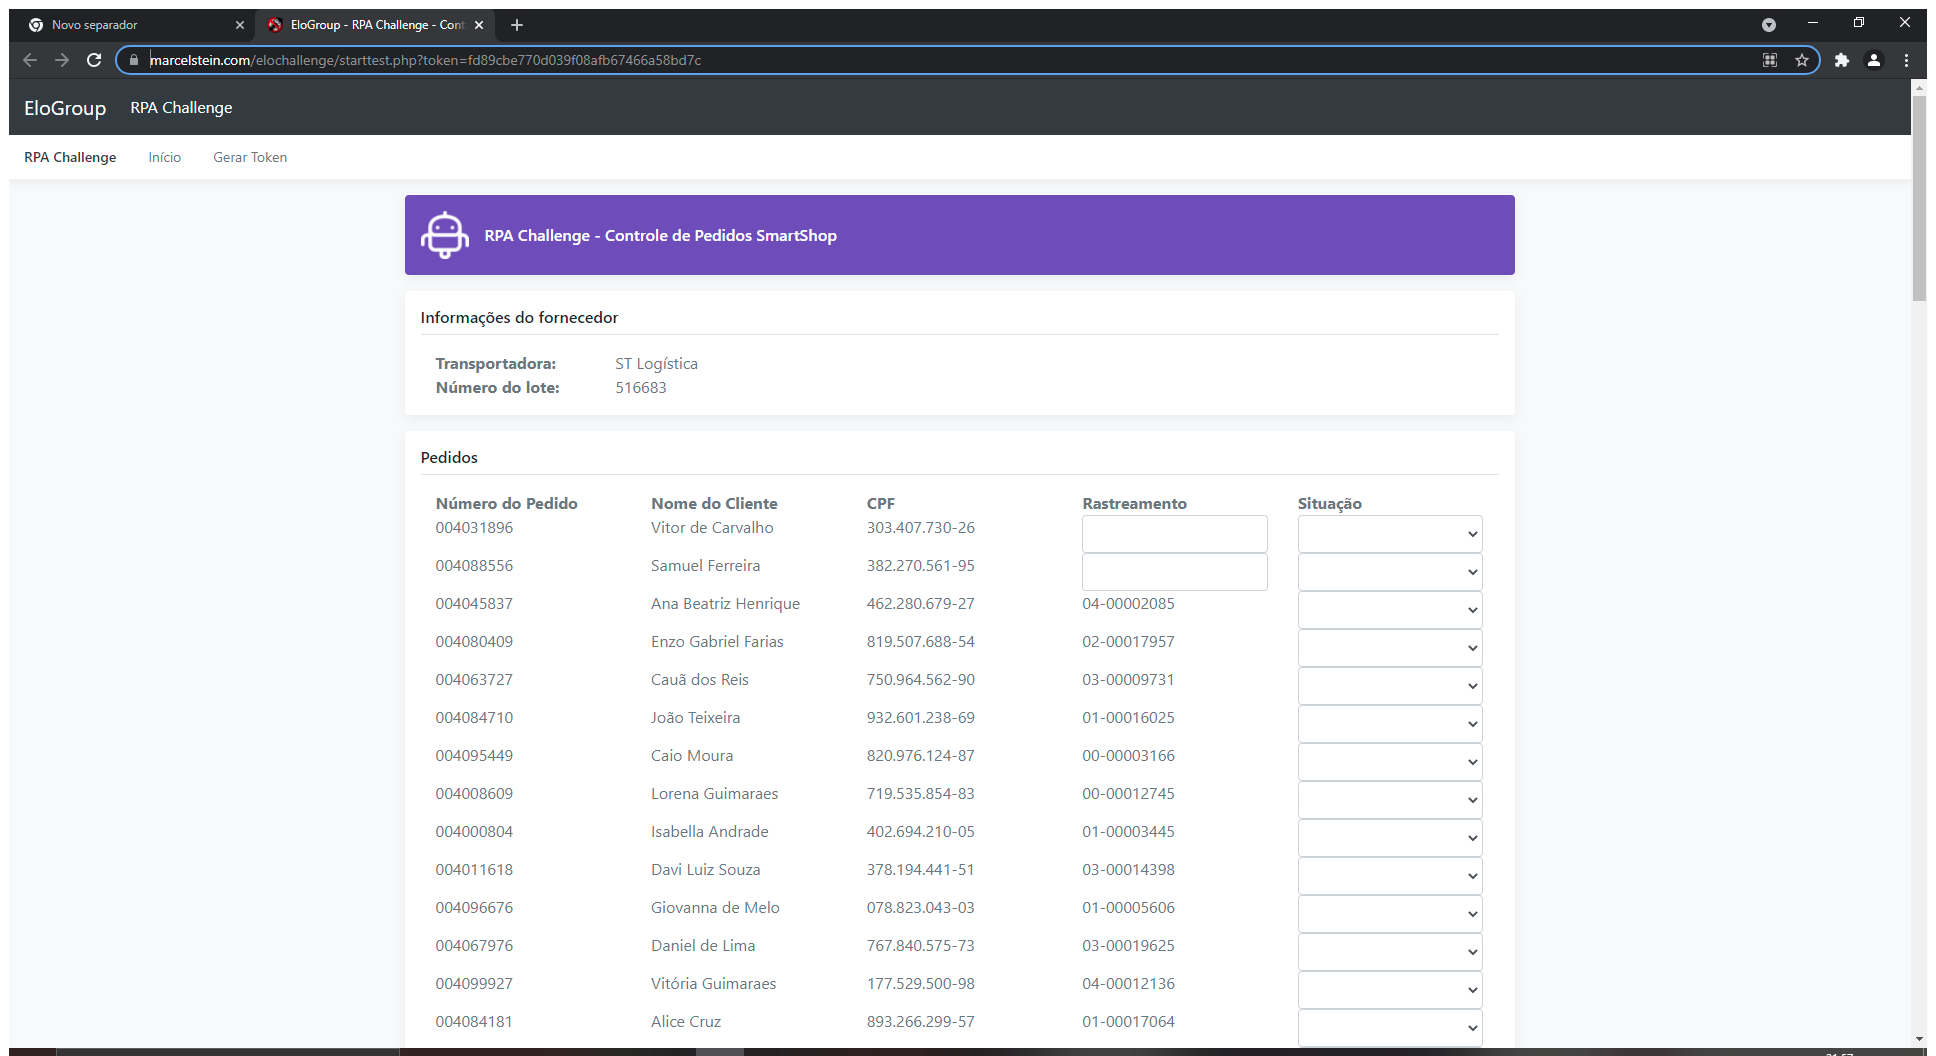 Novo separador
EloGroup - RPA Challenge - Cont
marcelstein.com/elochallenge/starttest.php?token=fd89cbe770d039f08afb67466a58bd7c
EloGroup RPA Challenge
RPA Challenge Início Gerar Token
RPA Challenge - Controle de Pedidos SmartShop
Informações do fornecedor
Transportadora: ST Logística
Número do lote: 516683
Pedidos
Número do Pedido Nome do Cliente CPF Rastreamento Situação
004031896 Vitor de Carvalho 303.407.730-26
004088556 Samuel Ferreira 382.270.561-95
004045837 Ana Beatriz Henrique 462.280.679-27 04-00002085
004080409 Enzo Gabriel Farias 819.507.688-54 02-00017957
004063727 Cauã dos Reis 750.964.562-90 03-00009731
004084710 João Teixeira 932.601.238-69 01-00016025
004095449 Caio Moura 820.976.124-87 00-00003166
004008609 Lorena Guimaraes 719.535.854-83 00-00012745
004000804 Isabella Andrade 402.694.210-05 01-00003445
004011618 Davi Luiz Souza 378.194.441-51 03-00014398
004096676 Giovanna de Melo 078.823.043-03 01-00005606
004067976 Daniel de Lima 767.840.575-73 03-00019625
004099927 Vitória Guimaraes 177.529.500-98 04-00012136
004084181 Alice Cruz 893.266.299-57 01-00017064